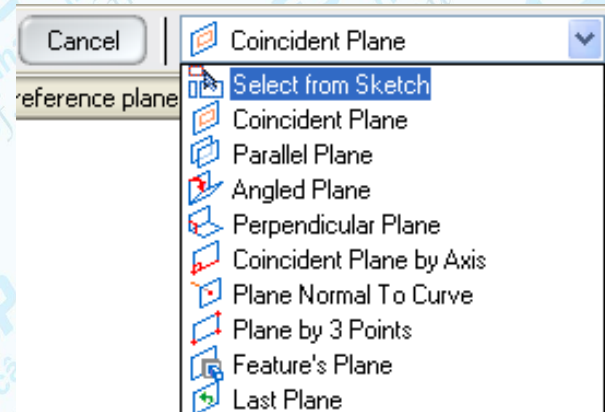 Cancel
Coincident Plane
Select from Sketch
reference plane
Coincident Plane
Parallel Plane
Angled Plane
Perpendicular Plane
Coincident Plane by Axis
Plane Normal To Curve
Plane by 3 Points
Feature's Plane
Last Plane